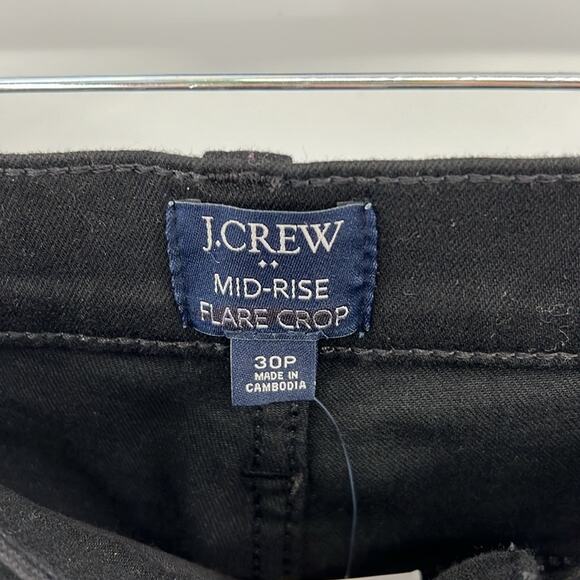 J.CREW
MID-RISE
FLARE CROP
30P
MADE IN
CAMBODIA